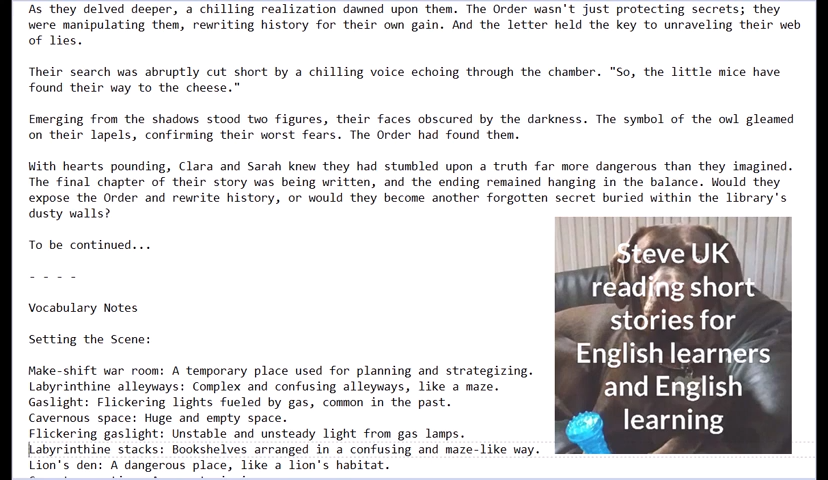 As they delved deeper, a chilling realization dawned upon them. The Order wasn't just protecting secrets; they
were manipulating them, rewriting history for their own gain. And the letter held the key to unraveling their web
of lies.
Their search was abruptly cut short by a chilling voice echoing through the chamber. "So, the little mice have
found their way to the cheese."
Emerging from the shadows stood two figures, their faces obscured by the darkness. The symbol of the owl gleamed
on their lapels, confirming their worst fears. The Order had found them.
With hearts pounding, Clara and Sarah knew they had stumbled upon a truth far more dangerous than they imagined.
The final chapter of their story was being written, and the ending remained hanging in the balance. Would they
expose the Order and rewrite history, or would they become another forgotten secret buried within the library's
dusty walls?
To be continued...
- - - -
Vocabulary Notes
Setting the Scene:
Make-shift war room: A temporary place used for planning and strategizing.
Labyrinthine alleyways: Complex and confusing alleyways, like a maze.
Gaslight: Flickering lights fueled by gas, common in the past.
Cavernous space: Huge and empty space.
Flickering gaslight: Unstable and unsteady light from gas lamps.
Labyrinthine stacks: Bookshelves arranged in a confusing and maze-like way.
Lion's den: A dangerous place, like a lion's habitat.
Steve UK
reading short
stories for
English learners
and English
learning